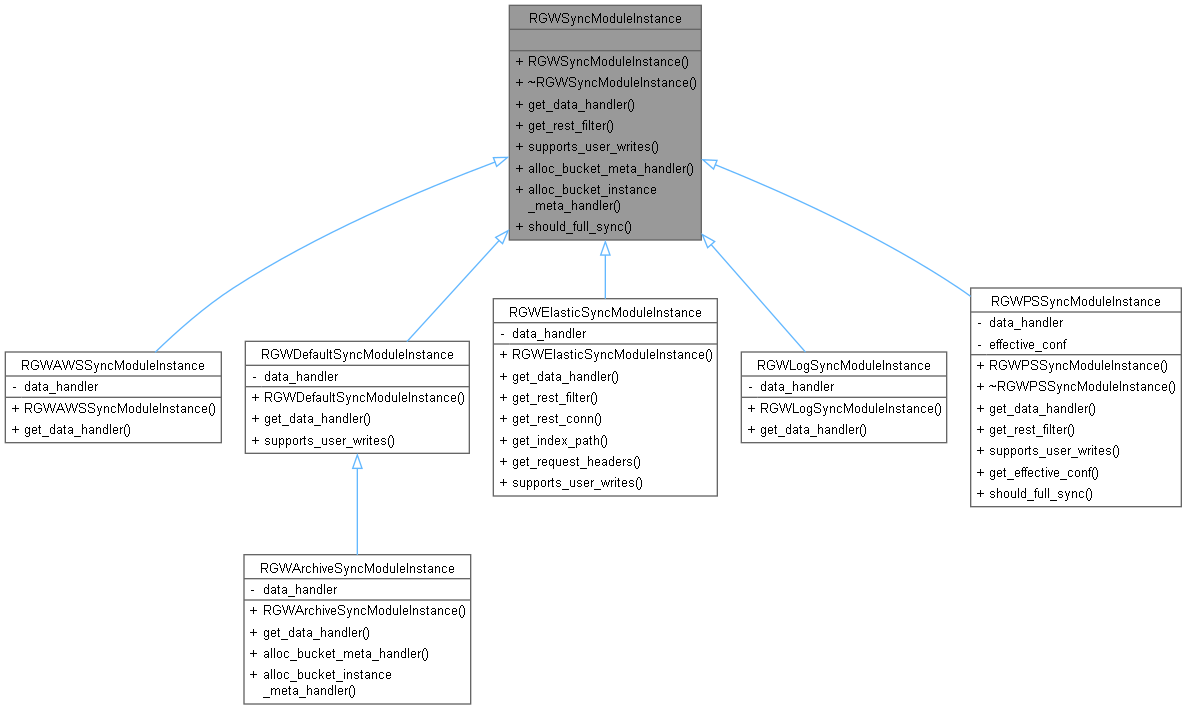 RGWSyncModuleInstance
+ RGWSyncModuleInstance()
+ ~RGWSyncModuleInstance()
+ get_data_handler()
+ get_rest_filter()
+ supports_user_writes()
+ alloc_bucket_meta_handler()
+ alloc_bucket_instance
_meta_handler()
+ should_full_sync()
RGWAWSSyncModuleInstance
- data_handler
+ RGWAWSSyncModuleInstance()
+ get_data_handler()
RGWDefaultSyncModuleInstance
- data_handler
+ RGWDefaultSyncModuleInstance()
+ get_data_handler()
+ supports_user_writes()
RGWElasticSyncModuleInstance
- data_handler
+ RGWElasticSyncModuleInstance()
+ get_data_handler()
+ get_rest_filter()
+ get_rest_conn()
+ get_index_path()
+ get_request_headers()
+ supports_user_writes()
RGWLogSyncModuleInstance
- data_handler
+ RGWLogSyncModuleInstance()
+ get_data_handler()
RGWPSSyncModuleInstance
- data_handler
- effective_conf
+ RGWPSSyncModuleInstance()
+ ~RGWPSSyncModuleInstance()
+ get_data_handler()
+ get_rest_filter()
+ supports_user_writes()
+ get_effective_conf()
+ should_full_sync()
RGWArchiveSyncModuleInstance
- data_handler
+ RGWArchiveSyncModuleInstance()
+ get_data_handler()
+ alloc_bucket_meta_handler()
+ alloc_bucket_instance
_meta_handler()